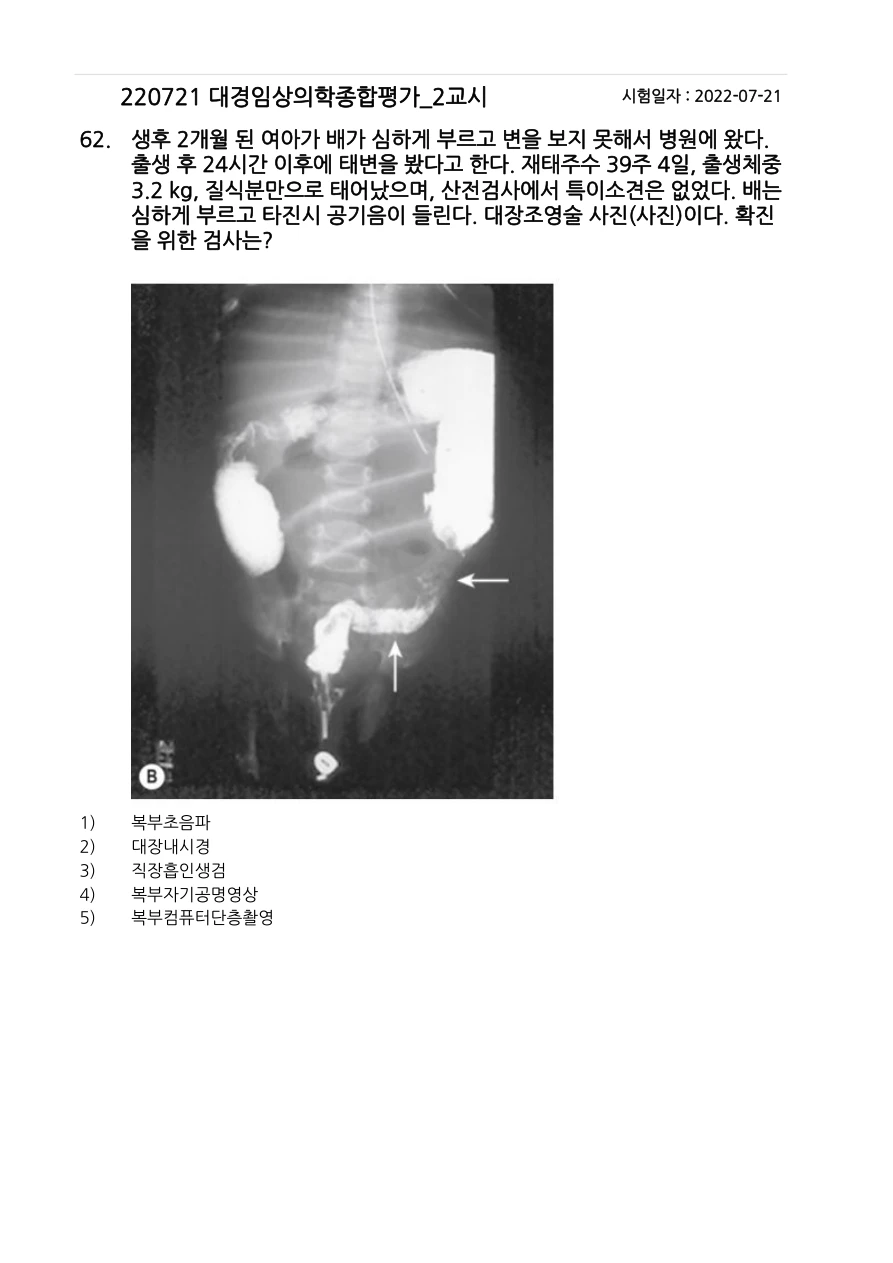 220721 대경임상의학종합평가_2교시
시험일자 : 2022-07-21
62. 생후 2개월 된 여아가 배가 심하게 부르고 변을 보지 못해서 병원에 왔다.
출생 후 24시간 이후에 태변을 봤다고 한다. 재태주수 39주 4일, 출생체중
3.2 kg, 질식분만으로 태어났으며, 산전검사에서 특이소견은 없었다. 배는
심하게 부르고 타진시 공기음이 들린다. 대장조영술 사진(사진)이다. 확진
을 위한 검사는?
B
1) 복부초음파
2) 대장내시경
3) 직장흡인생검
4) 복부자기공명영상
5) 복부컴퓨터단층촬영